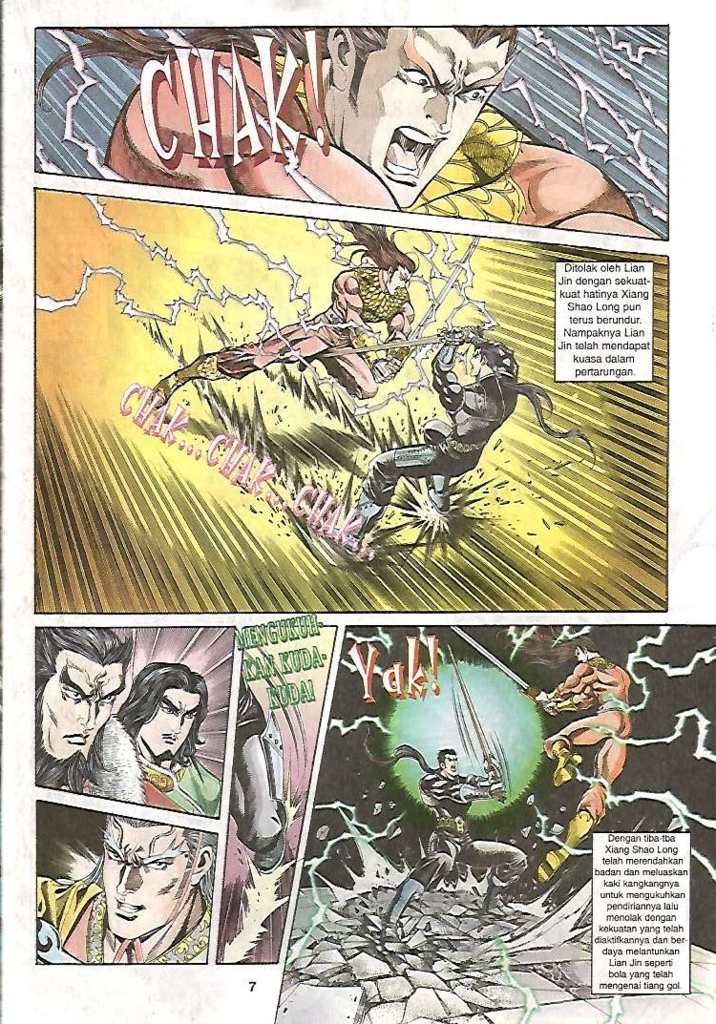 CHAK!
Ditolak oleh Lian
Jin dengan sekuat-
kuat hatinya Xiang
Shao Long pun
terus berundur.
Nampaknya Lian
Jin telah mendapat
kuasa dalam
pertarungan.
CHAK... CHAK... CHAK...
MENGUKUH-
KAN KUDA-
KUDA!
Yak!
Dengan tiba-tba
Xiang Shao Long
telah merendahkan
badan dan meluaskan
kaki kangkangnya
untuk mengukuhkan
pendiriannya lalu
menolak dengan
kekuatan yang telah
diaktifkannya dan ber-
daya melantunkan
Lian Jin seperti
bola yang telah
mengenai tiang gol.
7